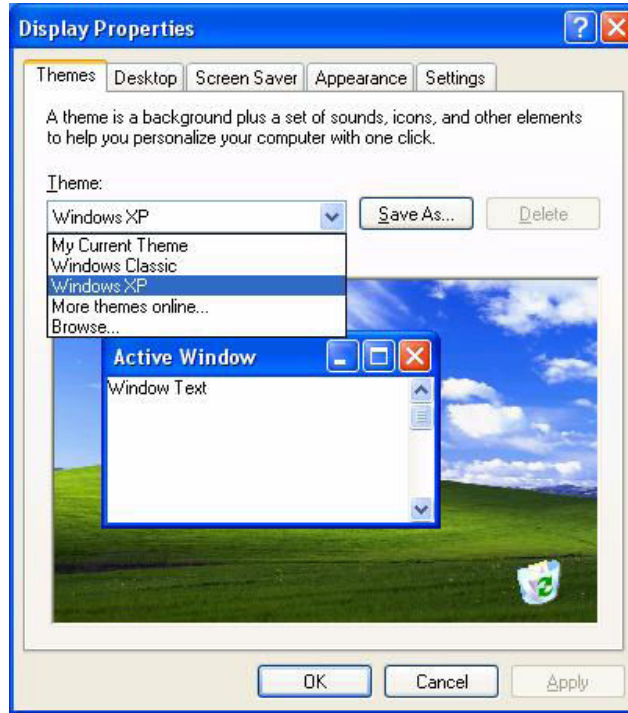 Display Properties
Themes Desktop Screen Saver Appearance Settings
A theme is a background plus a set of sounds, icons, and other elements
to help you personalize your computer with one click.
Theme:
Windows XP Save As... Delete
My Current Theme
Windows Classic
Windows XP
More themes online...
Browse...
Active Window
Window Text
OK Cancel Apply